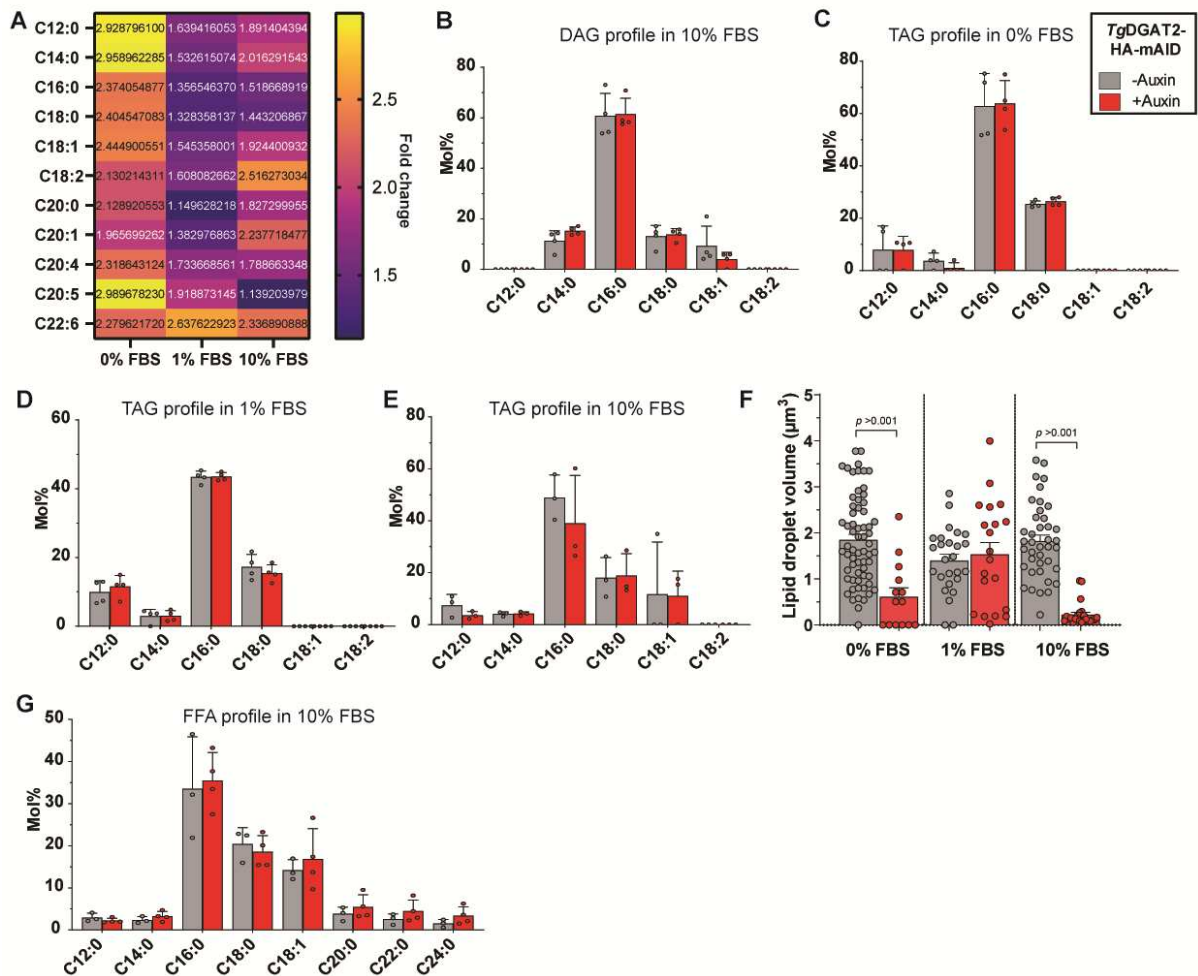 A
C12:0 2.928796100 1.639416053 1.891404394
C14:0 2.958962285 1.532615074 2.016291543
C16:0 2.374054877 1.356546370 1.518668919
C18:0 2.404547083 1.328358137 1.443206867
C18:1 2.444900551 1.545358001 1.924400932
C18:2 2.130214311 1.608082662 2.516273034
C20:0 2.128920553 1.149628218 1.827299955
C20:1 1.965699262 1.382976863 2.237718477
C20:4 2.318643124 1.733668561 1.788663348
C20:5 2.989678230 1.918873145 1.139203979
C22:6 2.279621720 2.637622923 2.336890888
0% FBS 1% FBS 10% FBS
2.5
2.0
1.5
Fold change
B
DAG profile in 10% FBS
Mol%
80
60
40
20
0
C12:0 C14:0 C16:0 C18:0 C18:1 C18:2
C
TAG profile in 0% FBS
Mol%
80
60
40
20
0
C12:0 C14:0 C16:0 C18:0 C18:1 C18:2
TgDGAT2-
HA-mAID
-Auxin
+Auxin
D
TAG profile in 1% FBS
Mol%
60
40
20
0
C12:0 C14:0 C16:0 C18:0 C18:1 C18:2
E
TAG profile in 10% FBS
Mol%
80
60
40
20
0
C12:0 C14:0 C16:0 C18:0 C18:1 C18:2
F
Lipid droplet volume (µm³)
5
4
3
2
1
0
p >0.001
p >0.001
0% FBS 1% FBS 10% FBS
G
FFA profile in 10% FBS
Mol%
50
40
30
20
10
0
C12:0 C14:0 C16:0 C18:0 C18:1 C20:0 C22:0 C24:0